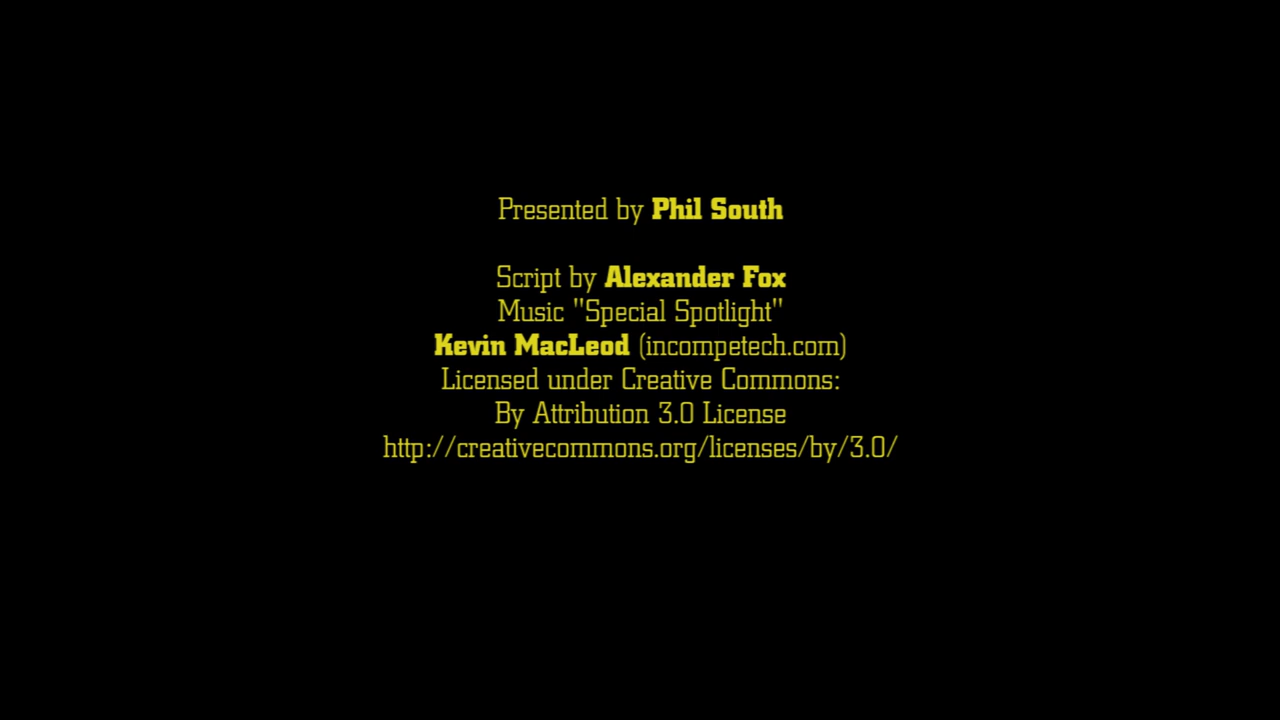 Presented by Phil South
Script by Alexander Fox
Music "Special Spotlight"
Kevin MacLeod (incompetech.com)
Licensed under Creative Commons:
By Attribution 3.0 License
http://creativecommons.org/licenses/by/3.0/